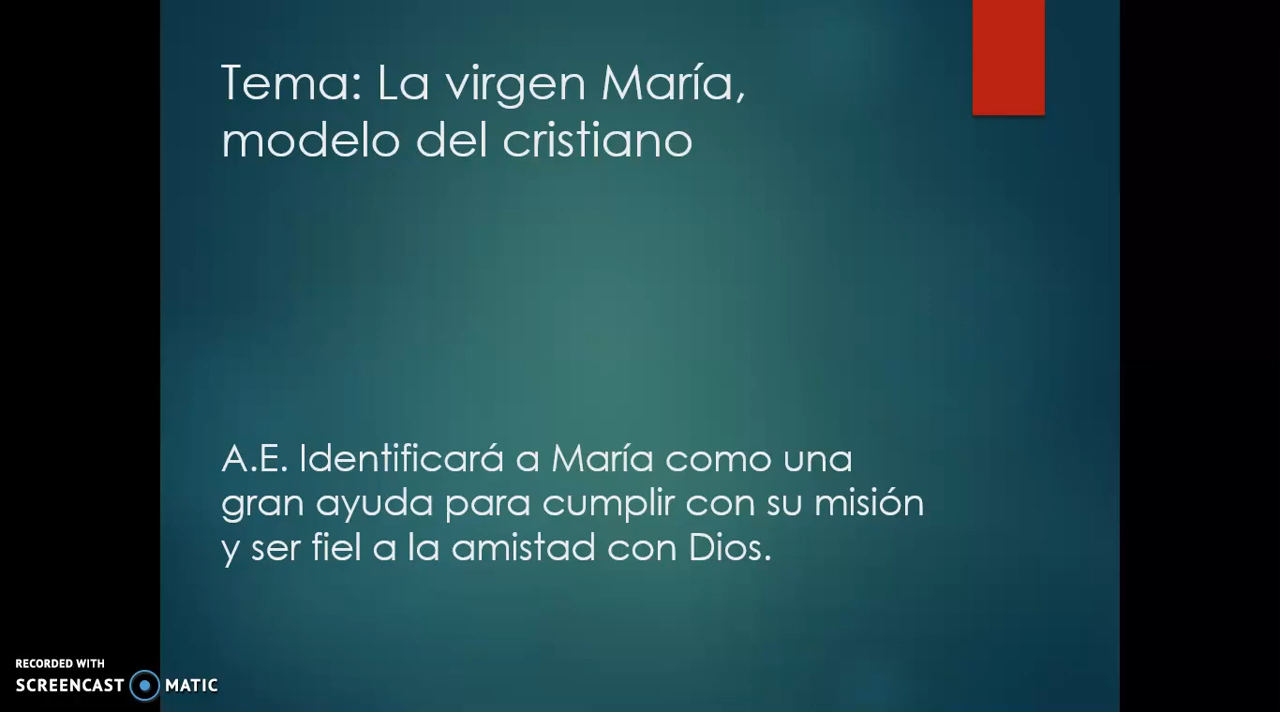 Tema: La virgen María,
modelo del cristiano
A.E. Identificará a María como una
gran ayuda para cumplir con su misión
y ser fiel a la amistad con Dios.
RECORDED WITH
SCREENCAST MATIC